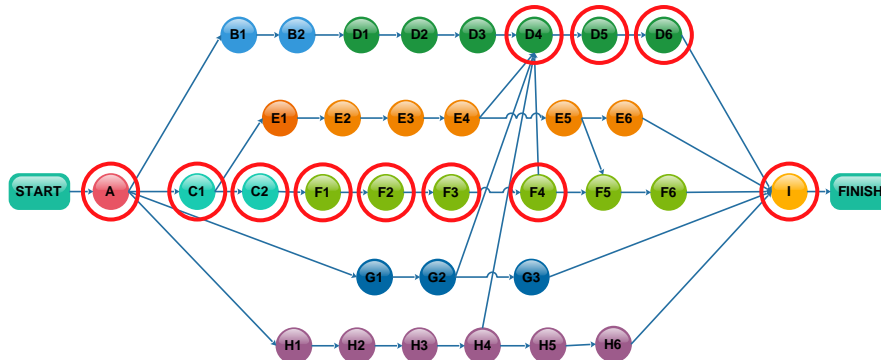 B1 B2 D1 D2 D3 D4 D5 D6
E1 E2 E3 E4 E5 E6
START A C1 C2 F1 F2 F3 F4 F5 F6 I FINISH
G1 G2 G3
H1 H2 H3 H4 H5 H6